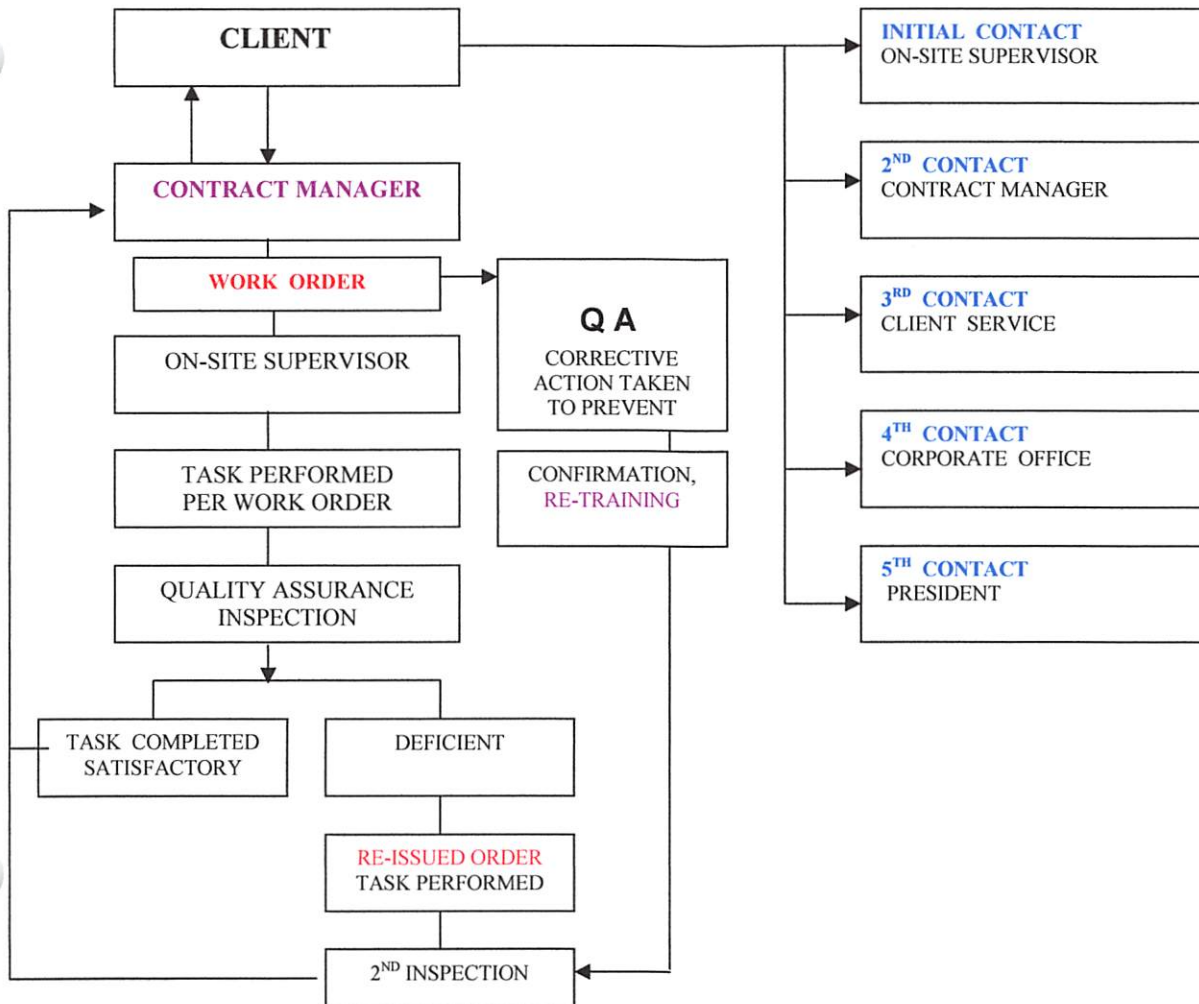 CLIENT
CONTRACT MANAGER
WORK ORDER
ON-SITE SUPERVISOR
TASK PERFORMED
PER WORK ORDER
QUALITY ASSURANCE
INSPECTION
TASK COMPLETED
SATISFACTORY
DEFICIENT
RE-ISSUED ORDER
TASK PERFORMED
2ND INSPECTION
Q A
CORRECTIVE
ACTION TAKEN
TO PREVENT
CONFIRMATION,
RE-TRAINING
INITIAL CONTACT
ON-SITE SUPERVISOR
2ND CONTACT
CONTRACT MANAGER
3RD CONTACT
CLIENT SERVICE
4TH CONTACT
CORPORATE OFFICE
5TH CONTACT
PRESIDENT